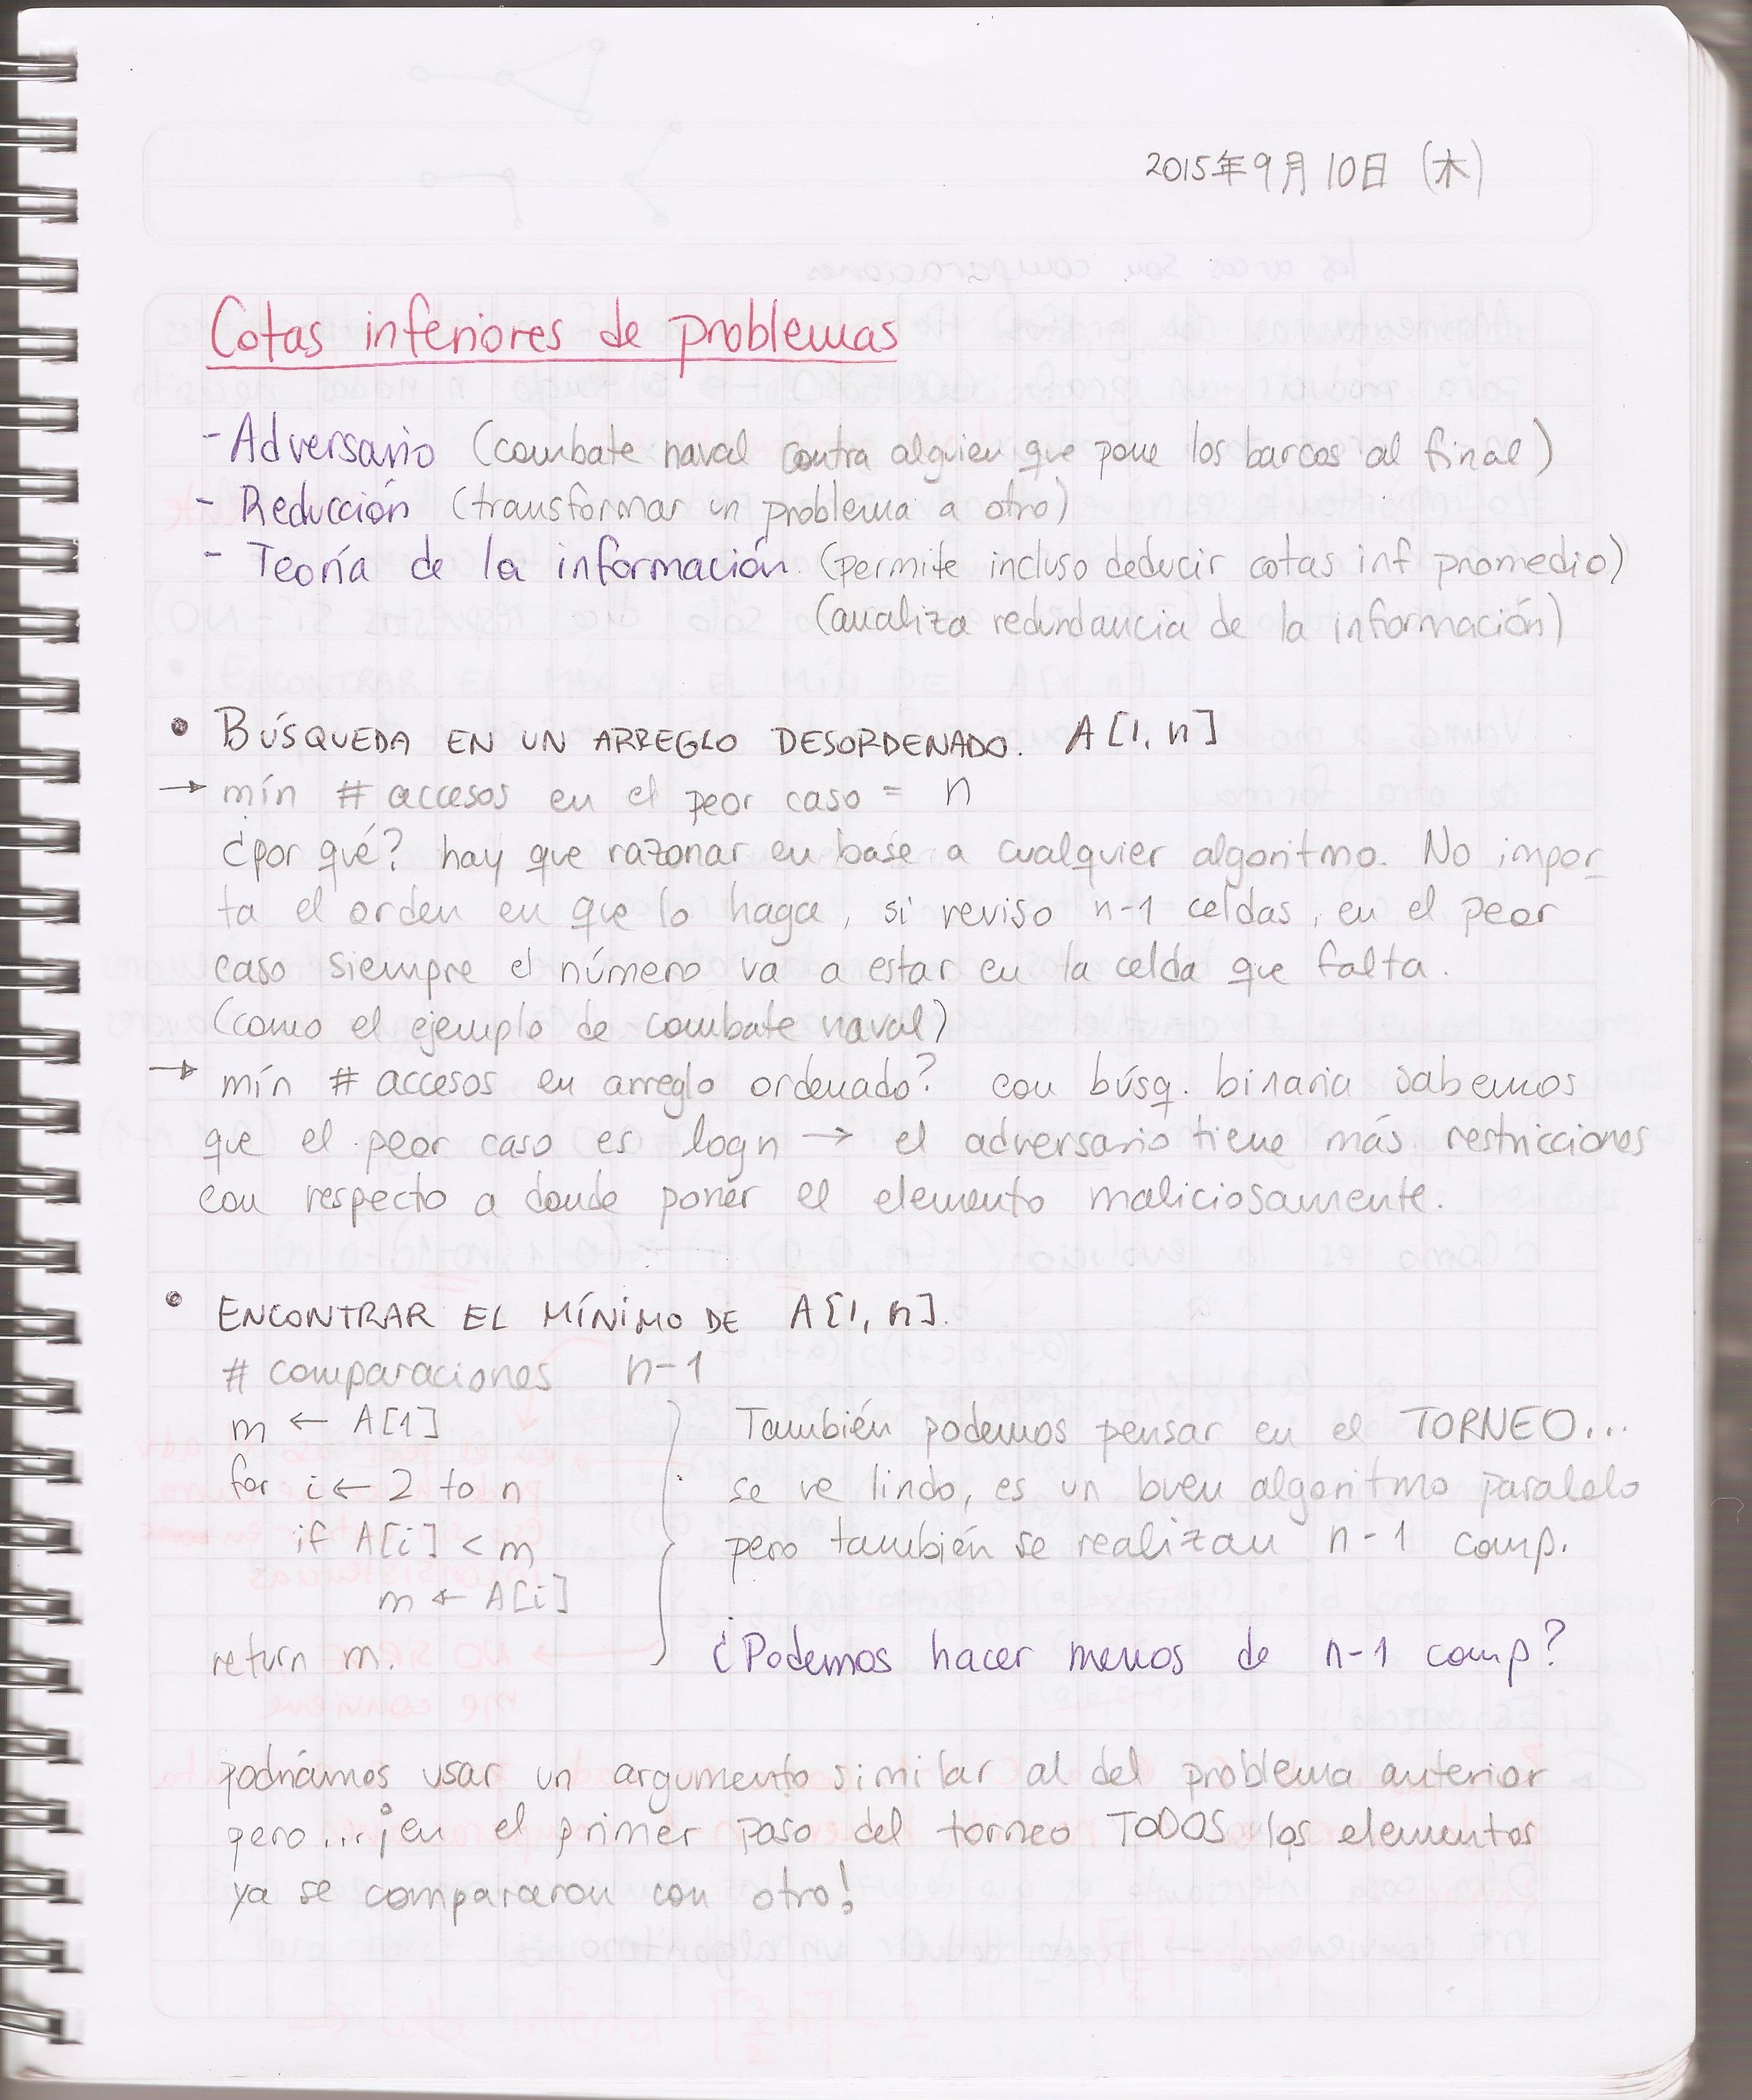 2015年9月10日 (木)
Cotas inferiores de problemas
- Adversario (combate naval contra alguien que pone los barcos al final)
- Reducción (transformar un problema a otro)
- Teoría de la información (permite incluso deducir cotas inf promedio)
(analiza redundancia de la información)
• BÚSQUEDA EN UN ARREGLO DESORDENADO. A[1,n]
→ mín # accesos en el peor caso = n
¿por qué? hay que razonar en base a cualquier algoritmo. No impor
ta el orden en que lo haga, si reviso n-1 celdas, en el peor
caso siempre el número va a estar en la celda que falta.
(como el ejemplo de combate naval)
→ mín # accesos en arreglo ordenado? con búsq. binaria sabemos
que el peor caso es logn → el adversario tiene más restricciones
con respecto a donde poner el elemento maliciosamente.
• ENCONTRAR EL MÍNIMO DE A[1,n].
# comparaciones n-1
m ← A[1]
for i ← 2 to n
if A[i] < m
m ← A[i]
return m.
También podemos pensar en el TORNEO...
se ve lindo, es un buen algoritmo paralelo
pero también se realizan n-1 comp.
¿Podemos hacer menos de n-1 comp?
podríamos usar un argumento similar al del problema anterior
pero... ¡en el primer paso del torneo TODOS los elementos
ya se compararon con otro!